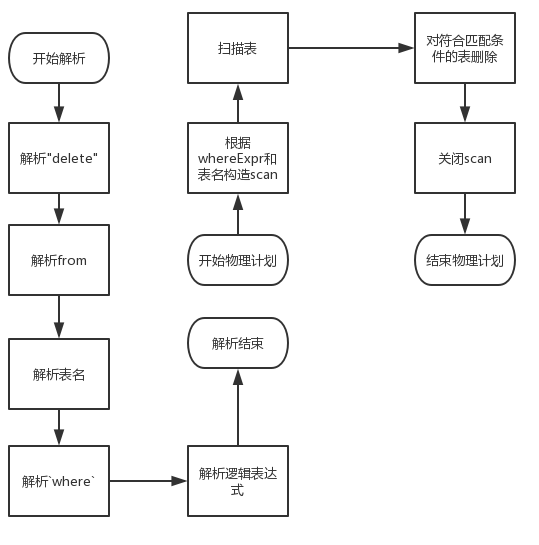 开始解析
解析"delete"
解析from
解析表名
解析`where`
解析逻辑表达
式
解析结束
开始物理计划
根据
whereExpr和
表名构造scan
扫描表
对符合匹配条
件的表删除
关闭scan
结束物理计划